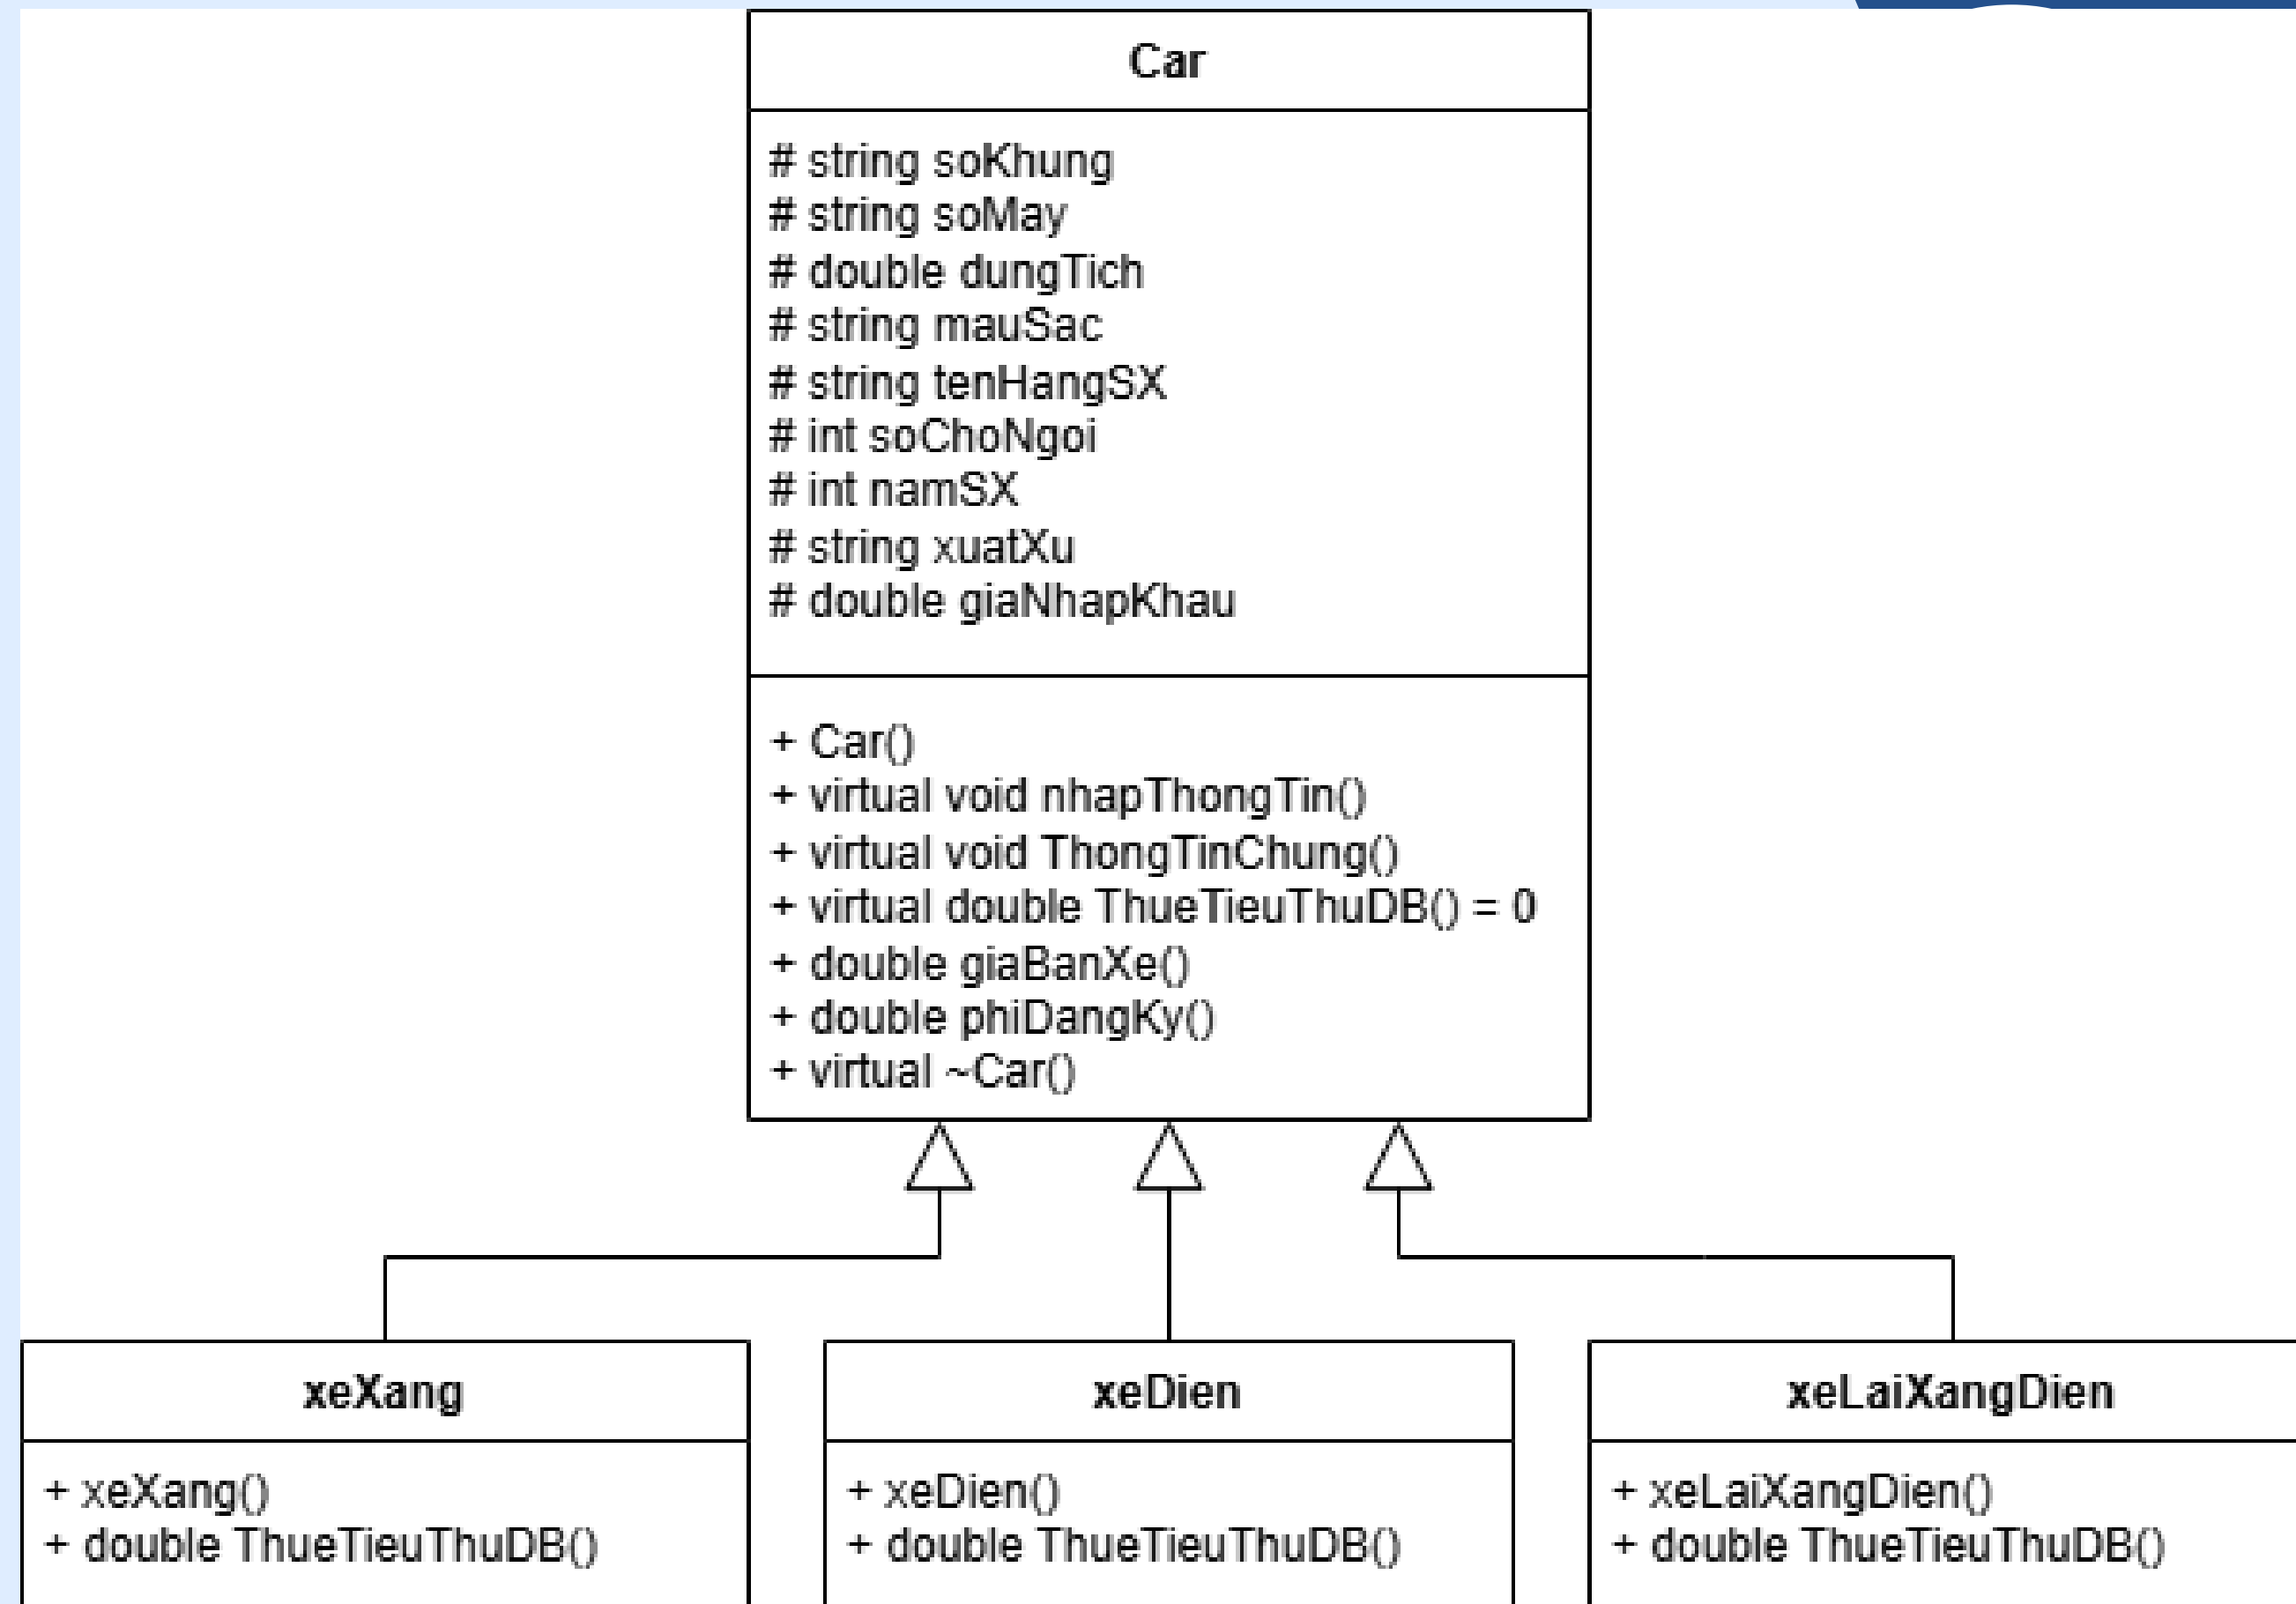 Car
# string soKhung
# string soMay
# double dungTich
# string mauSac
# string tenHangSX
# int soChoNgoi
# int namSX
# string xuatXu
# double giaNhapKhau
+ Car()
+ virtual void nhapThongTin()
+ virtual void ThongTinChung()
+ virtual double ThueTieuThuDB() = 0
+ double giaBanXe()
+ double phiDangKy()
+ virtual ~Car()
xeXang
+ xeXang()
+ double ThueTieuThuDB()
xeDien
+ xeDien()
+ double ThueTieuThuDB()
xeLaiXangDien
+ xeLaiXangDien()
+ double ThueTieuThuDB()